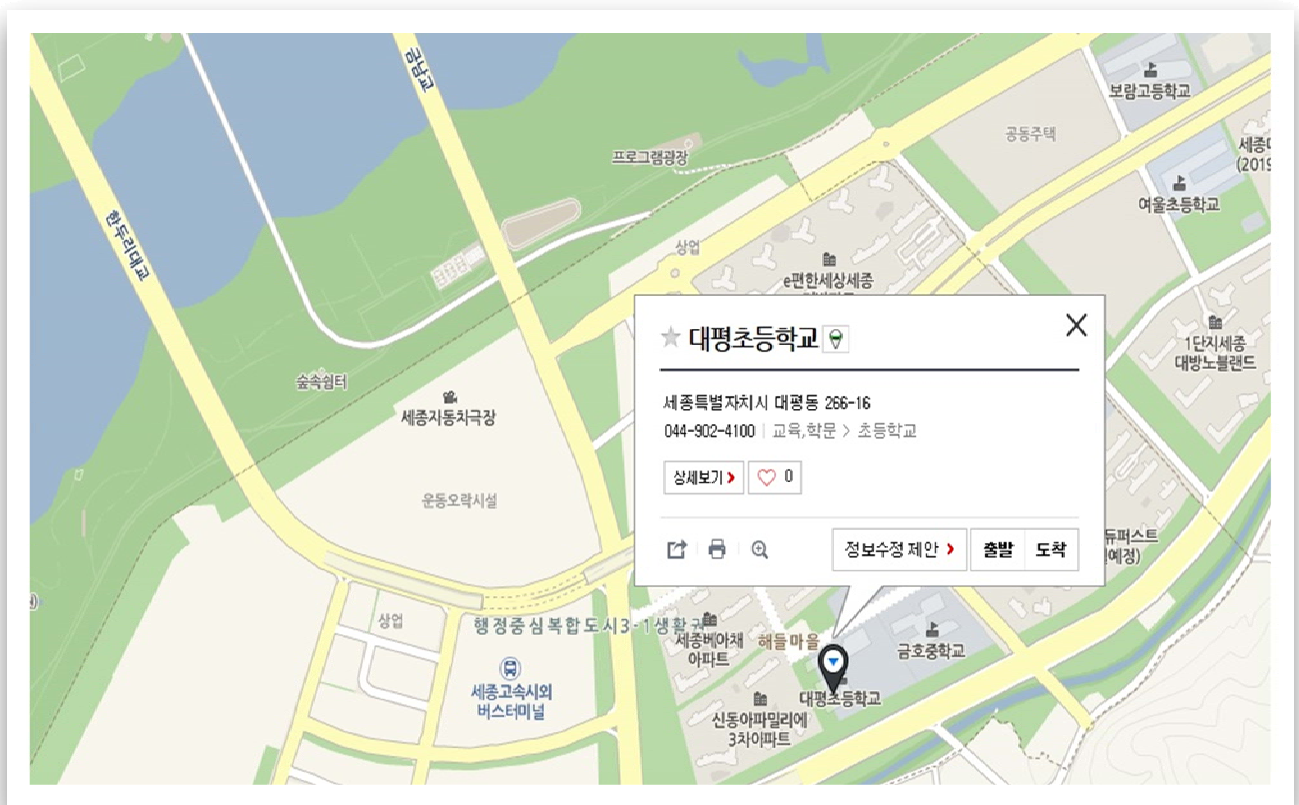 금남교
보람고등학교
공동주택
세종
(2019
프로그램광장
여울초등학교
한두리대교
상업
e편한세상세종
1단지세종
대방노블랜드
대평초등학교
세종특별자치시 대평동 266-16
044-902-4100 | 교육,학문 > 초등학교
상세보기
0
정보수정 제안
출발
도착
숲속쉼터
세종자동차극장
운동오락시설
듀퍼스트
예정)
상업
행정중심복합도시3-1생활권
세종베아채
아파트
해들마을
금호중학교
세종고속시외
버스터미널
대평초등학교
신동아파밀리에
3차아파트